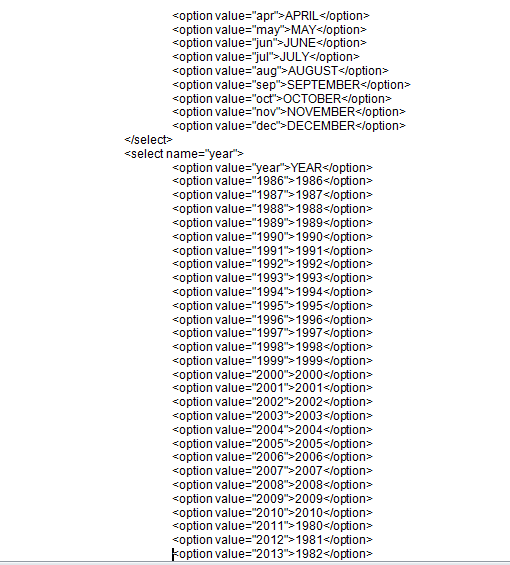 <option value="apr">APRIL</option>
<option value="may">MAY</option>
<option value="jun">JUNE</option>
<option value="jul">JULY</option>
<option value="aug">AUGUST</option>
<option value="sep">SEPTEMBER</option>
<option value="oct">OCTOBER</option>
<option value="nov">NOVEMBER</option>
<option value="dec">DECEMBER</option>
</select>
<select name="year">
<option value="year">YEAR</option>
<option value="1986">1986</option>
<option value="1987">1987</option>
<option value="1988">1988</option>
<option value="1989">1989</option>
<option value="1990">1990</option>
<option value="1991">1991</option>
<option value="1992">1992</option>
<option value="1993">1993</option>
<option value="1994">1994</option>
<option value="1995">1995</option>
<option value="1996">1996</option>
<option value="1997">1997</option>
<option value="1998">1998</option>
<option value="1999">1999</option>
<option value="2000">2000</option>
<option value="2001">2001</option>
<option value="2002">2002</option>
<option value="2003">2003</option>
<option value="2004">2004</option>
<option value="2005">2005</option>
<option value="2006">2006</option>
<option value="2007">2007</option>
<option value="2008">2008</option>
<option value="2009">2009</option>
<option value="2010">2010</option>
<option value="2011">1980</option>
<option value="2012">1981</option>
<option value="2013">1982</option>